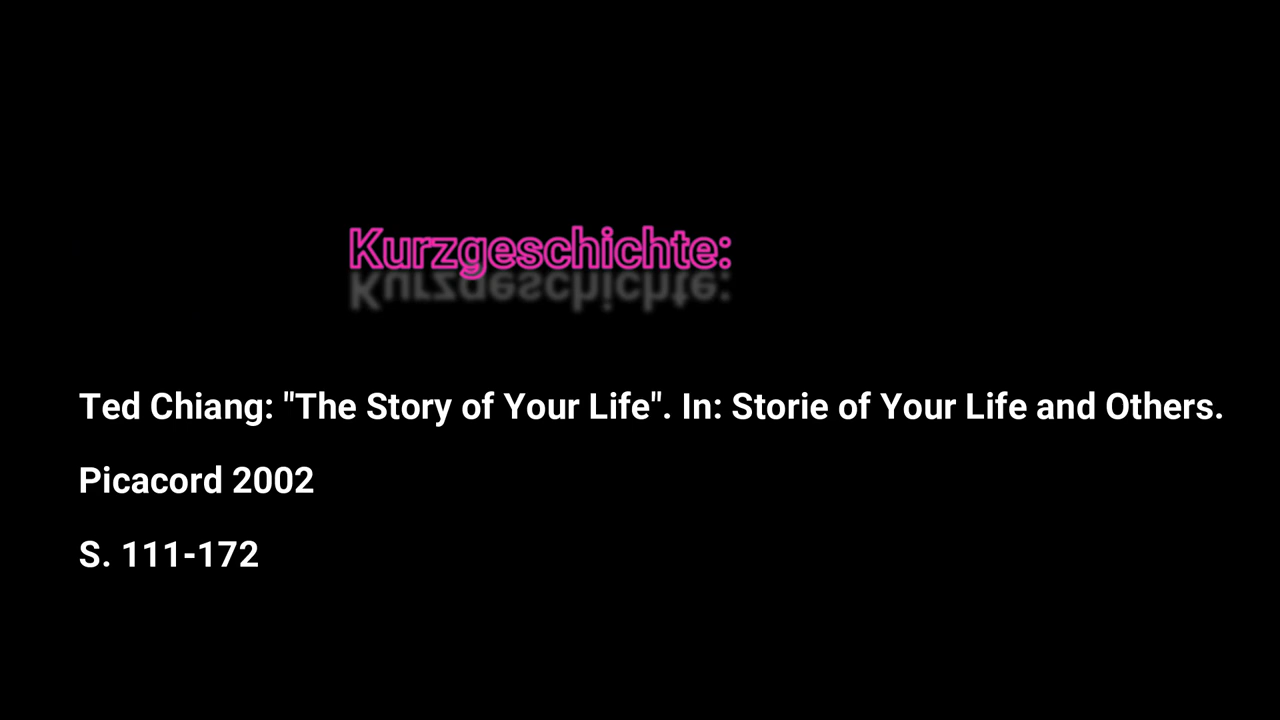 Kurzgeschichte:
Ted Chiang: "The Story of Your Life". In: Storie of Your Life and Others.
Picacord 2002
S. 111-172